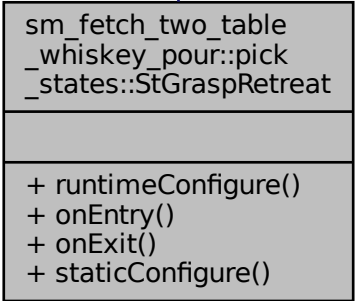 sm_fetch_two_table
_whiskey_pour::pick
_states::StGraspRetreat
+ runtimeConfigure()
+ onEntry()
+ onExit()
+ staticConfigure()